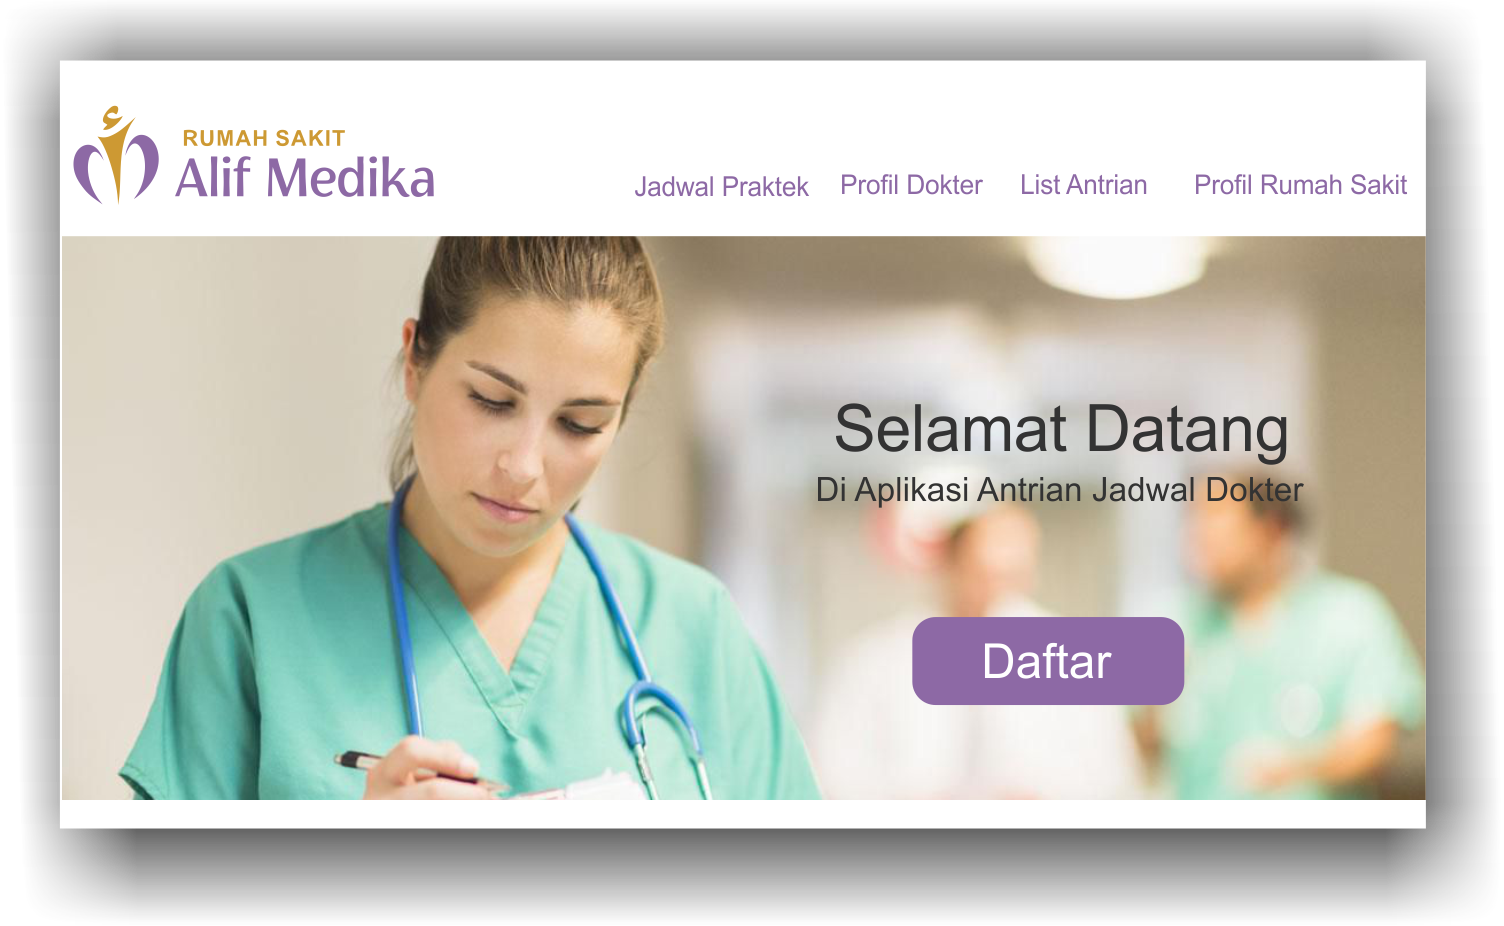 RUMAH SAKIT
Alif Medika
Jadwal Praktek
Profil Dokter
List Antrian
Profil Rumah Sakit
Selamat Datang
Di Aplikasi Antrian Jadwal Dokter
Daftar